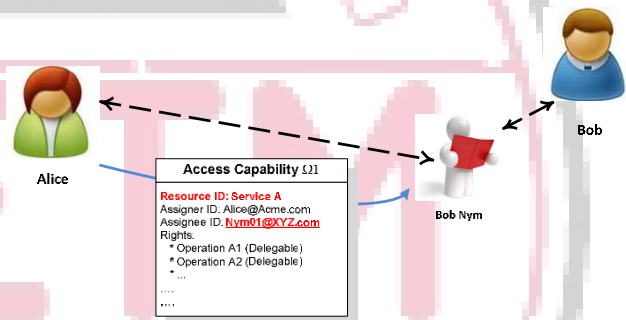 Bob
Alice
Access Capability Ω1
Resource ID: Service A
Assigner ID: Alice@Acme.com
Assignee ID: Nym01@XYZ.com
Rights:
* Operation A1 (Delegable)
* Operation A2 (Delegable)
* ...
....
....
Bob Nym